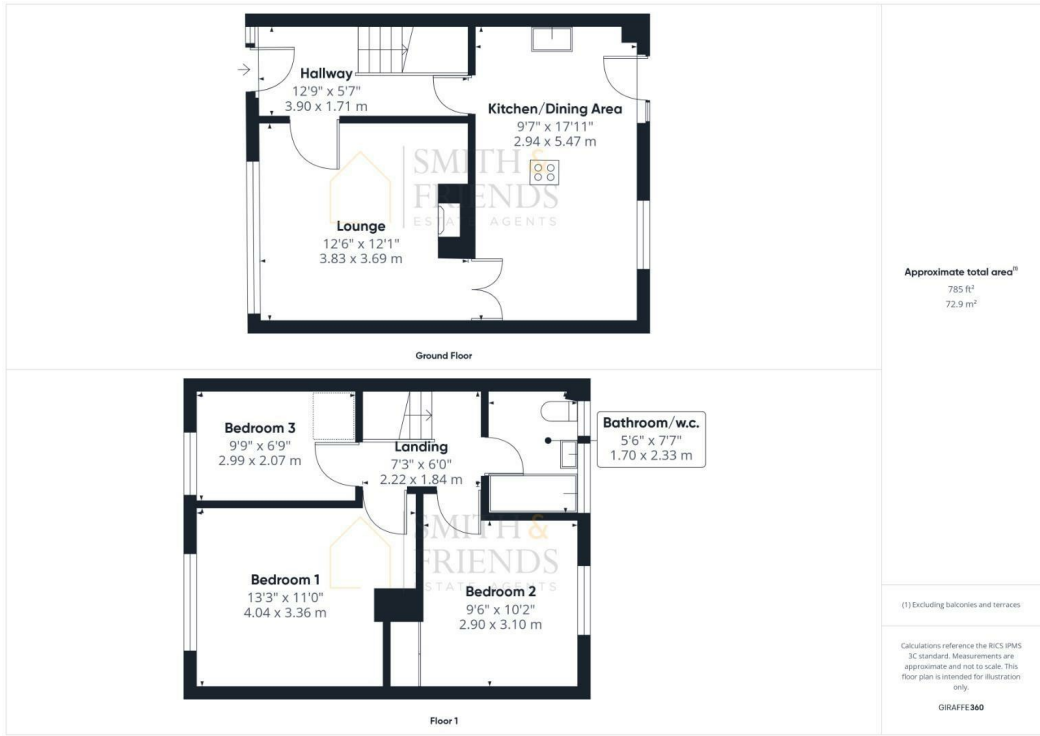 Hallway
12'9" x 5'7"
3.90 x 1.71 m
Kitchen/Dining Area
9'7" x 17'11"
2.94 x 5.47 m
SMITH &
FRIENDS
ESTATE AGENTS
Lounge
12'6" x 12'1"
3.83 x 3.69 m
Ground Floor
Approximate total area(1)
785 ft²
72.9 m²
Bedroom 3
9'9" x 6'9"
2.99 x 2.07 m
Landing
7'3" x 6'0"
2.22 x 1.84 m
Bathroom/w.c.
5'6" x 7'7"
1.70 x 2.33 m
SMITH &
FRIENDS
ESTATE AGENTS
Bedroom 1
13'3" x 11'0"
4.04 x 3.36 m
Bedroom 2
9'6" x 10'2"
2.90 x 3.10 m
Floor 1
(1) Excluding balconies and terraces
Calculations reference the RICS IPMS
3C standard. Measurements are
approximate and not to scale. This
floor plan is intended for illustration
only.
GIRAFFE360